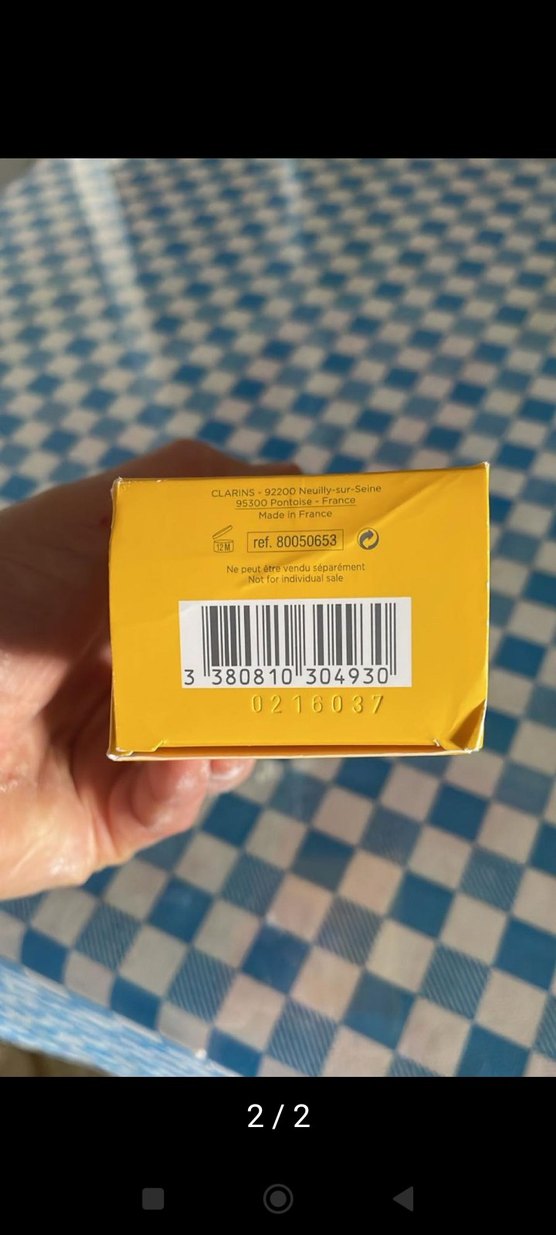 CLARINS - 92200 Neuilly-sur-Seine
95300 Pontoise - France
Made in France
12M
ref. 80050653
Ne peut être vendu séparément
Not for individual sale
3 380810 304930
0216037
2 / 2